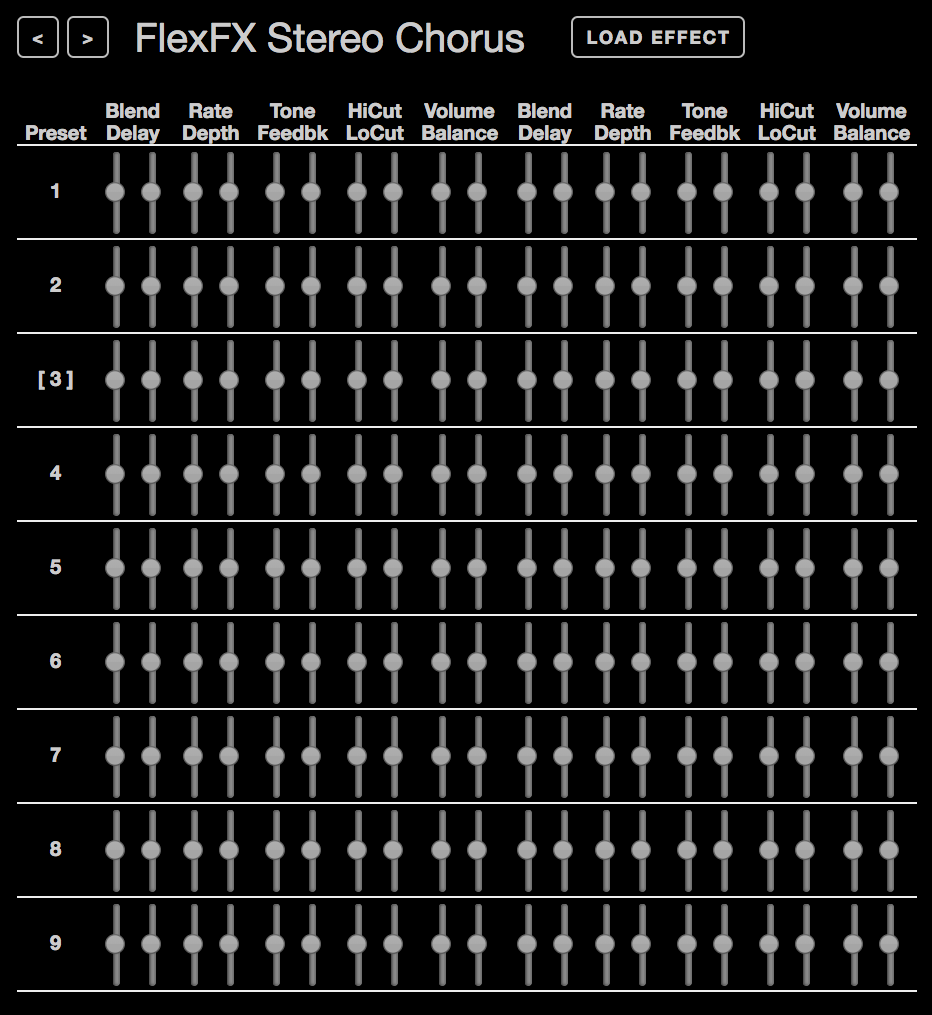 < > FlexFX Stereo Chorus LOAD EFFECT
Blend Rate Tone HiCut Volume Blend Rate Tone HiCut Volume
Preset Delay Depth Feedbk LoCut Balance Delay Depth Feedbk LoCut Balance
1
2
[ 3 ]
4
5
6
7
8
9